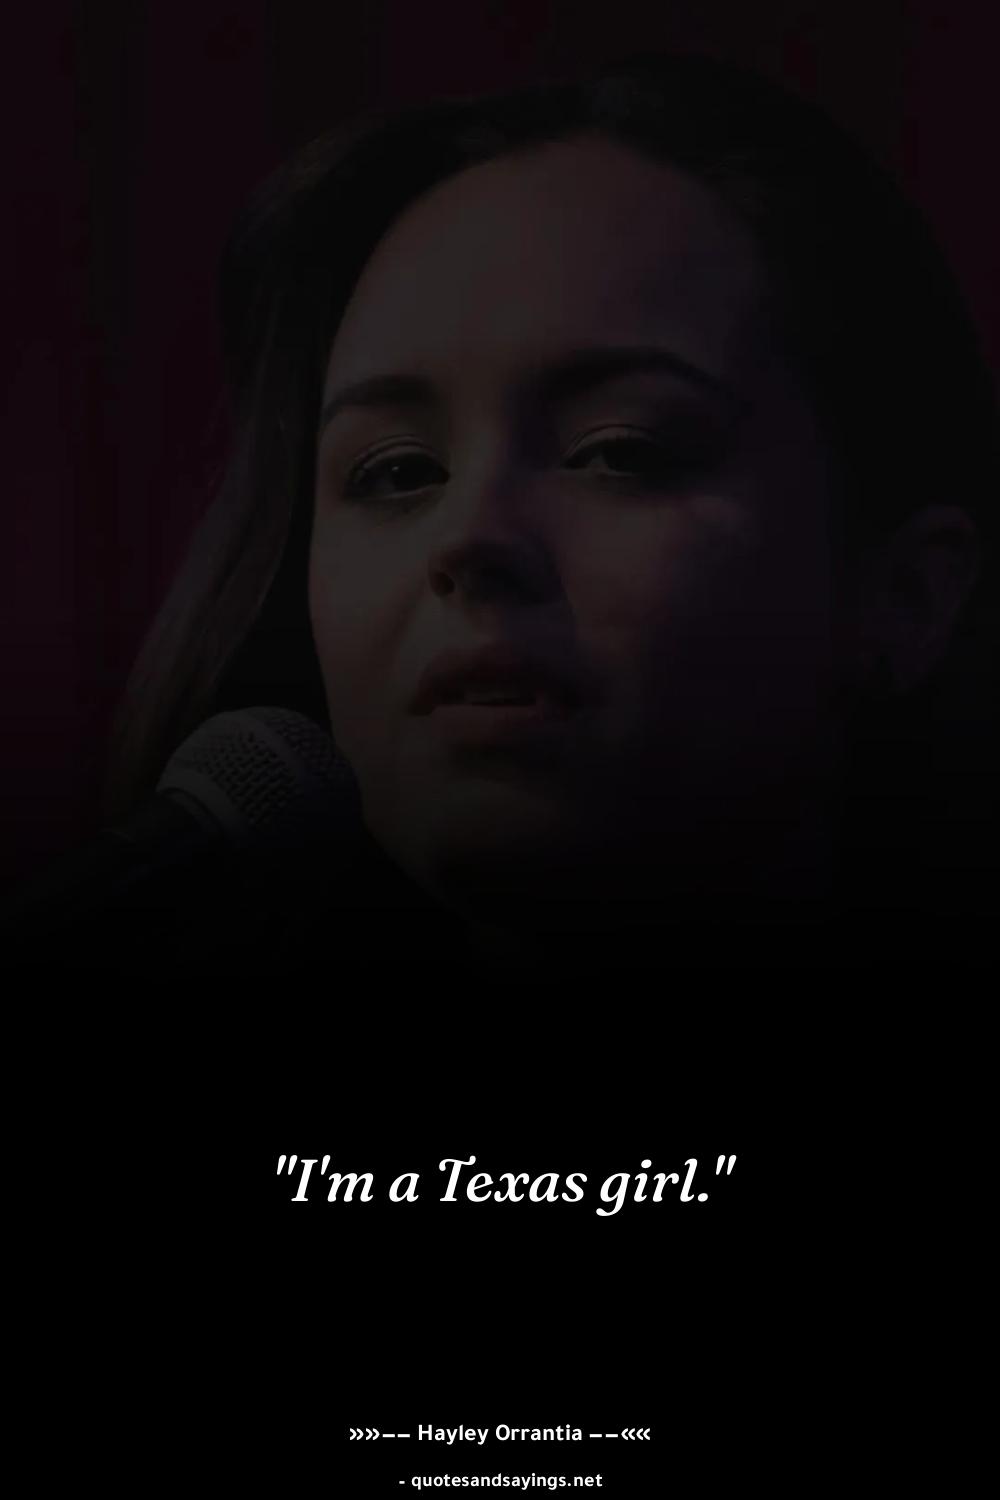 "I'm a Texas girl."
»»-- Hayley Orrantia --««
- quotesandsayings.net